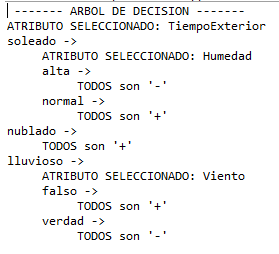 ------- ARBOL DE DECISION -------
ATRIBUTO SELECCIONADO: TiempoExterior
soleado ->
ATRIBUTO SELECCIONADO: Humedad
alta ->
TODOS son '-'
normal ->
TODOS son '+'
nublado ->
TODOS son '+'
lluvioso ->
ATRIBUTO SELECCIONADO: Viento
falso ->
TODOS son '+'
verdad ->
TODOS son '-'